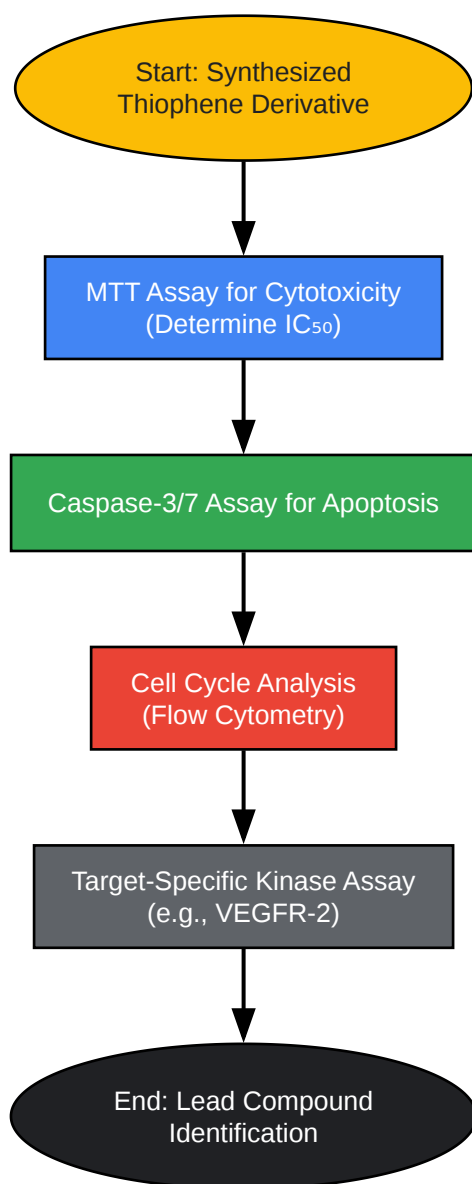 Start: Synthesized
Thiophene Derivative
MTT Assay for Cytotoxicity
(Determine IC₅₀)
Caspase-3/7 Assay for Apoptosis
Cell Cycle Analysis
(Flow Cytometry)
Target-Specific Kinase Assay
(e.g., VEGFR-2)
End: Lead Compound
Identification